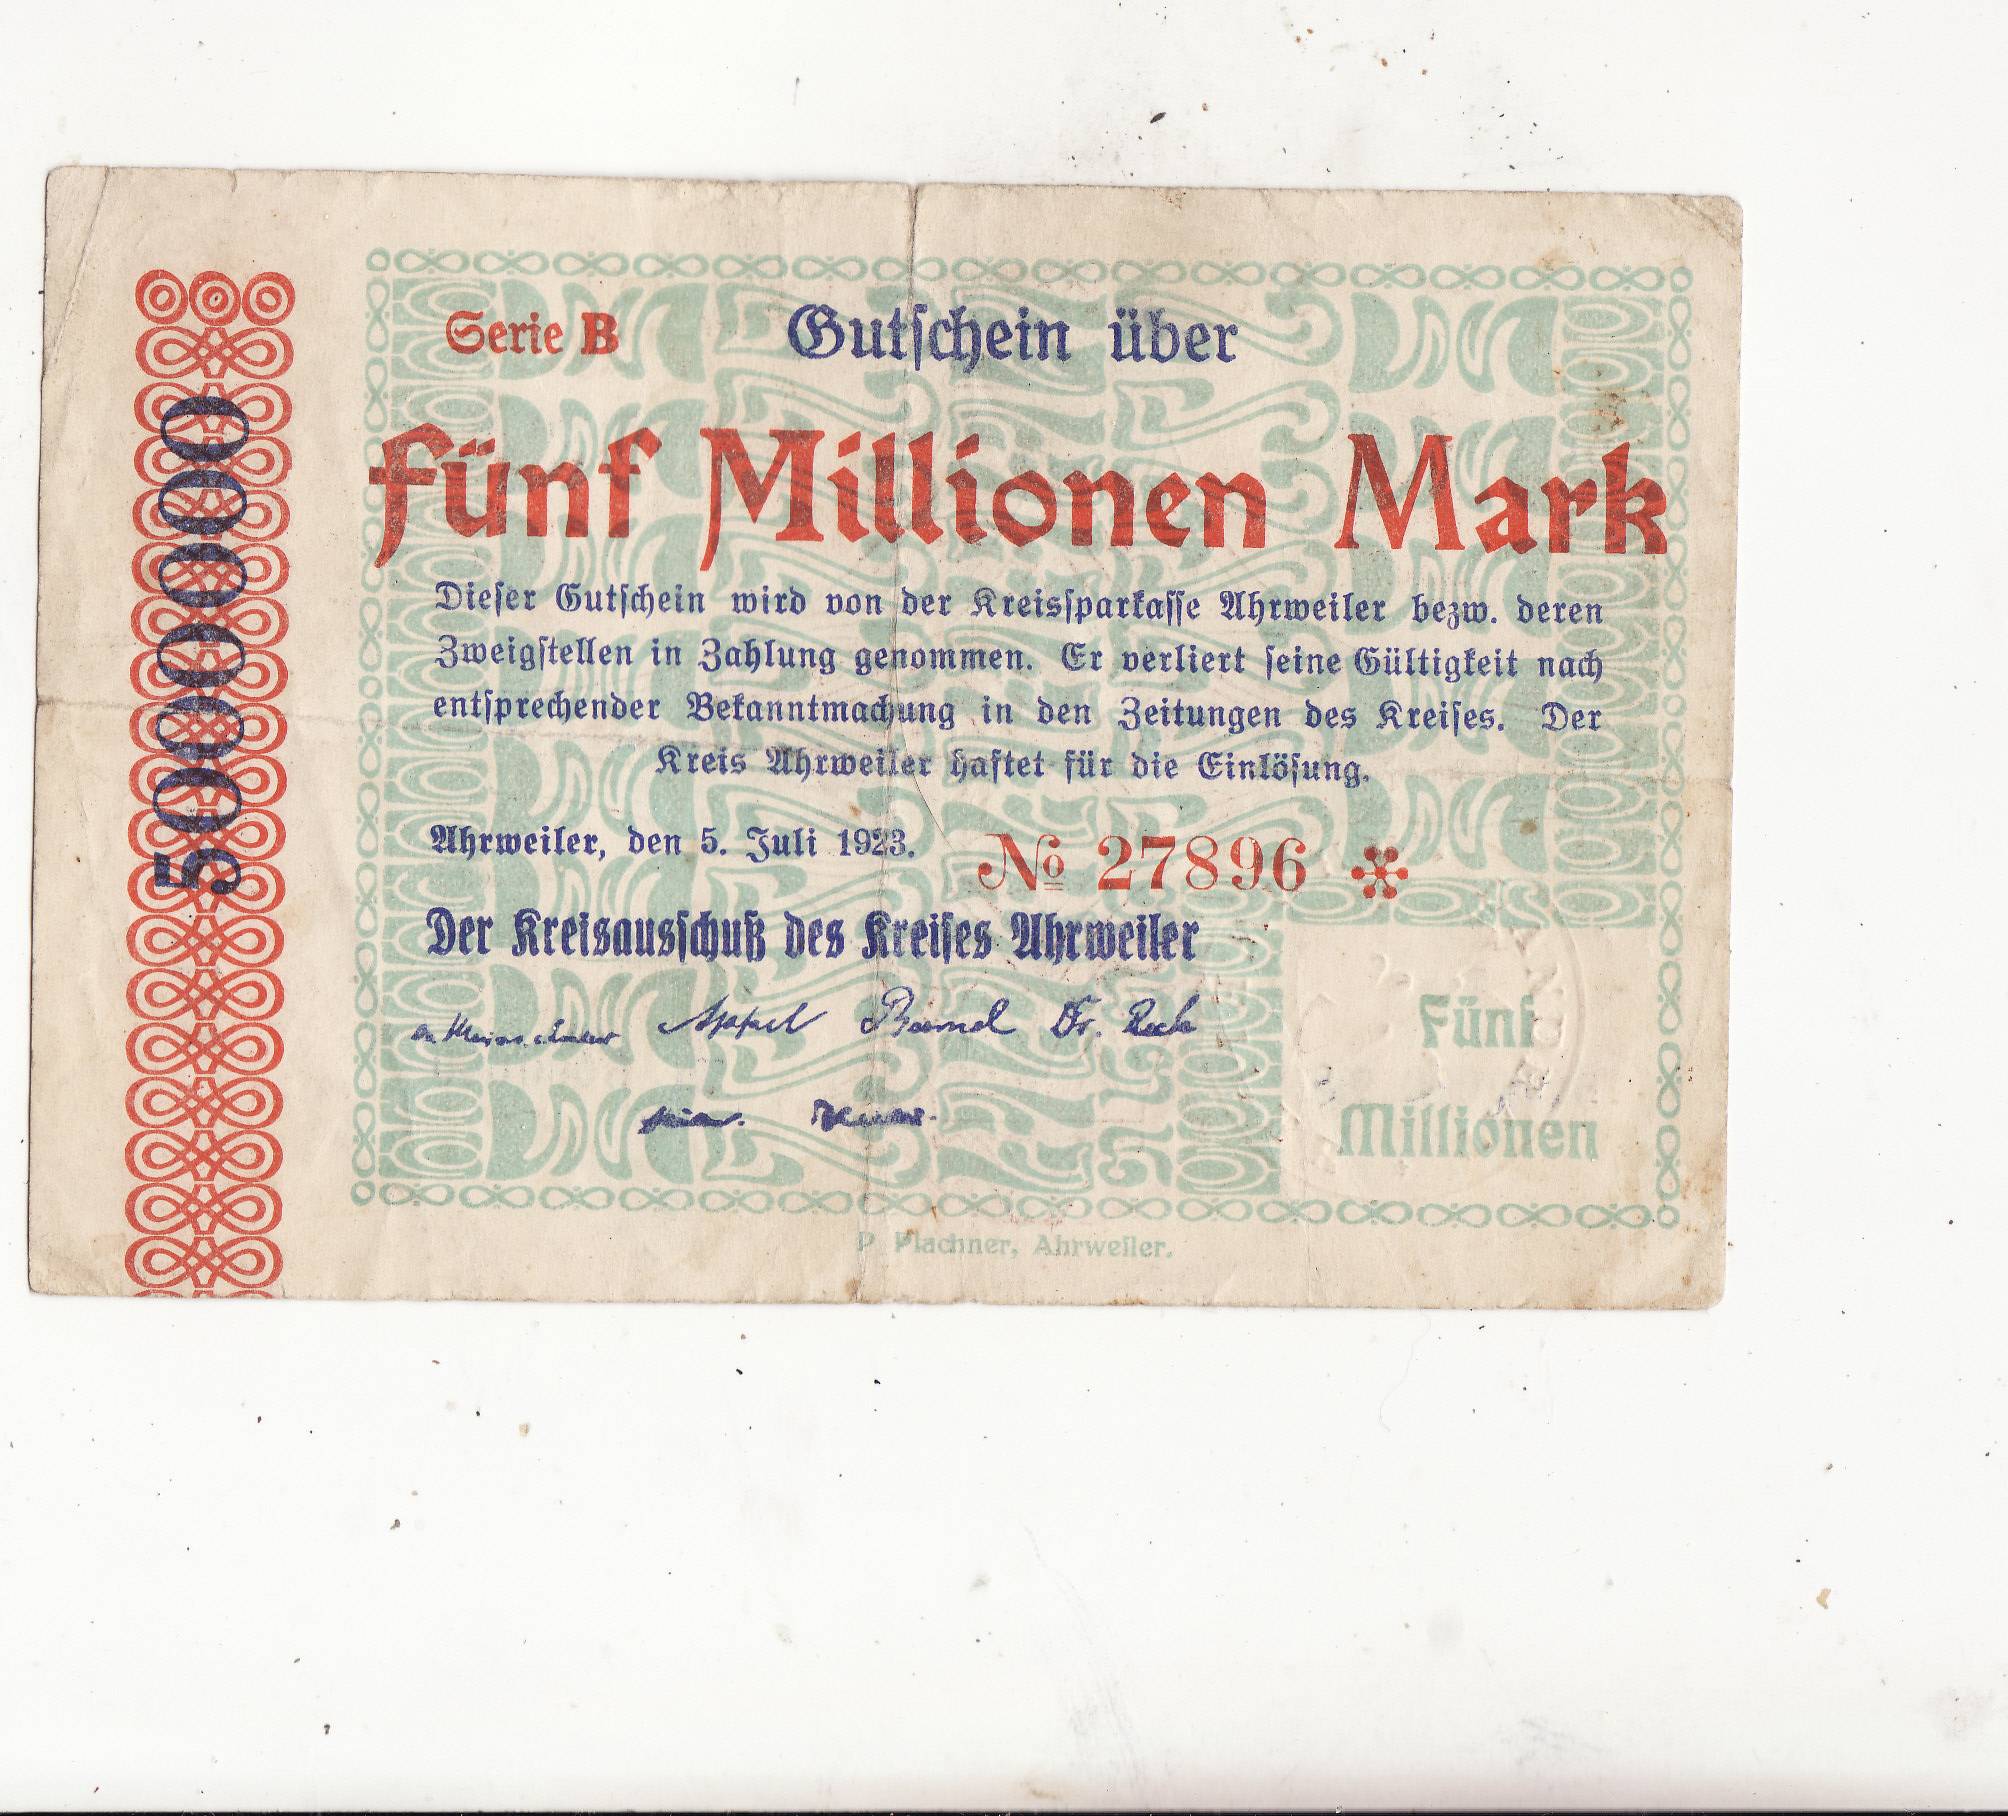 5000000
Serie B
Gutschein über
Fünf Millionen Mark
Dieser Gutschein wird von der Kreissparkasse Ahrweiler bezw. deren
Zweigstellen in Zahlung genommen. Er verliert seine Gültigkeit nach
entsprechender Bekanntmachung in den Zeitungen des Kreises. Der
Kreis Ahrweiler haftet für die Einlösung.
Ahrweiler, den 5. Juli 1923.
No 27896
Der Kreisausschuß des Kreises Ahrweiler
Dr.
Fünf
Millionen
P. Plachner, Ahrweiler.